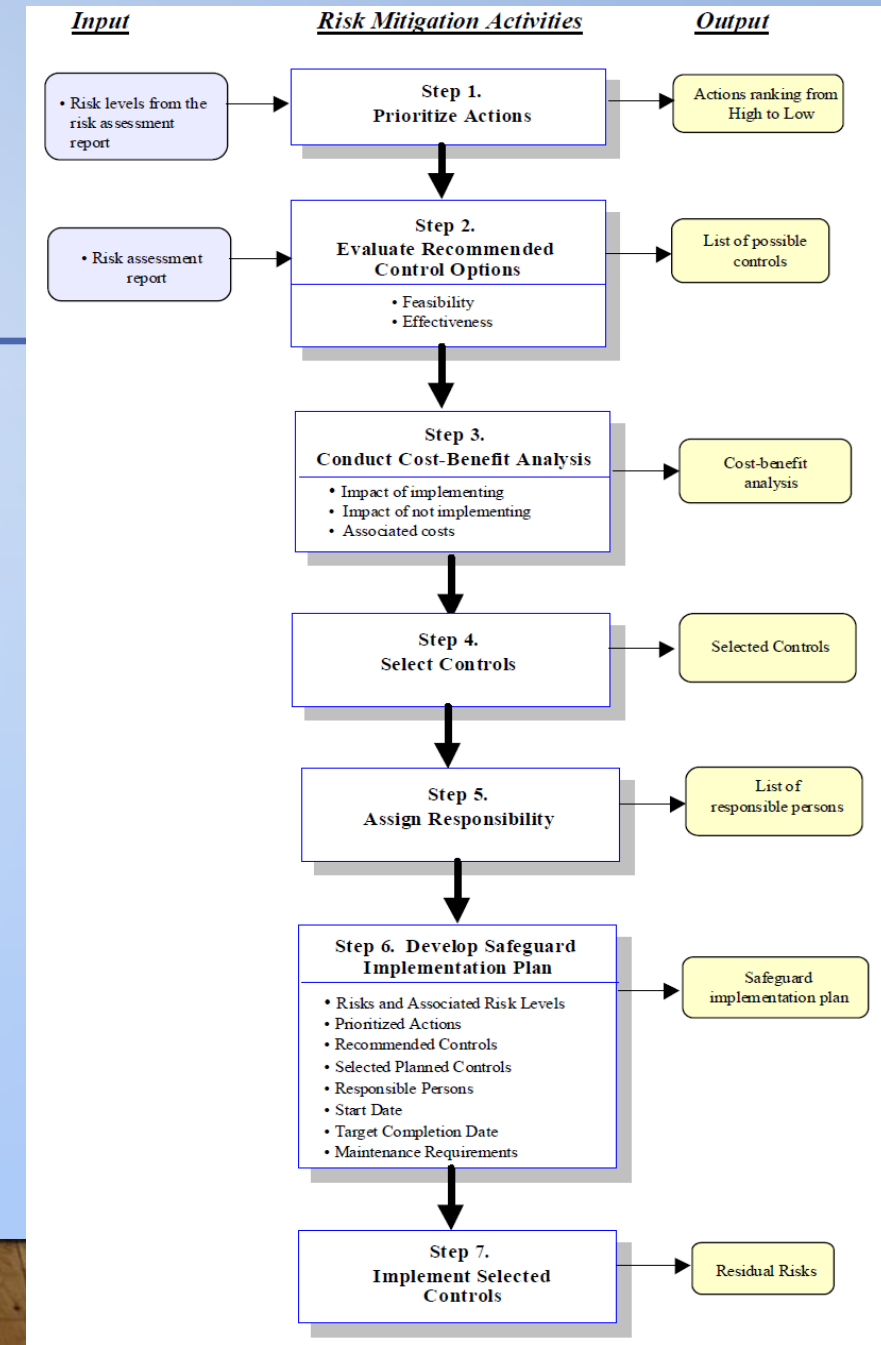 Input
Risk Mitigation Activities
Output
• Risk levels from the
risk assessment
report
Step 1.
Prioritize Actions
Actions ranking from
High to Low
• Risk assessment
report
Step 2.
Evaluate Recommended
Control Options
• Feasibility
• Effectiveness
List of possible
controls
Step 3.
Conduct Cost-Benefit Analysis
• Impact of implementing
• Impact of not implementing
• Associated costs
Cost-benefit
analysis
Step 4.
Select Controls
Selected Controls
Step 5.
Assign Responsibility
List of
responsible persons
Step 6. Develop Safeguard
Implementation Plan
• Risks and Associated Risk Levels
• Prioritized Actions
• Recommended Controls
• Selected Planned Controls
• Responsible Persons
• Start Date
• Target Completion Date
• Maintenance Requirements
Safeguard
implementation plan
Step 7.
Implement Selected
Controls
Residual Risks